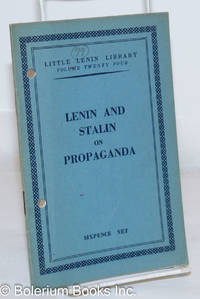 LITTLE LENIN LIBRARY
VOLUME TWENTY FOUR
LENIN AND
STALIN
ON
PROPAGANDA
SIXPENCE NET
© Bolerium Books Inc.